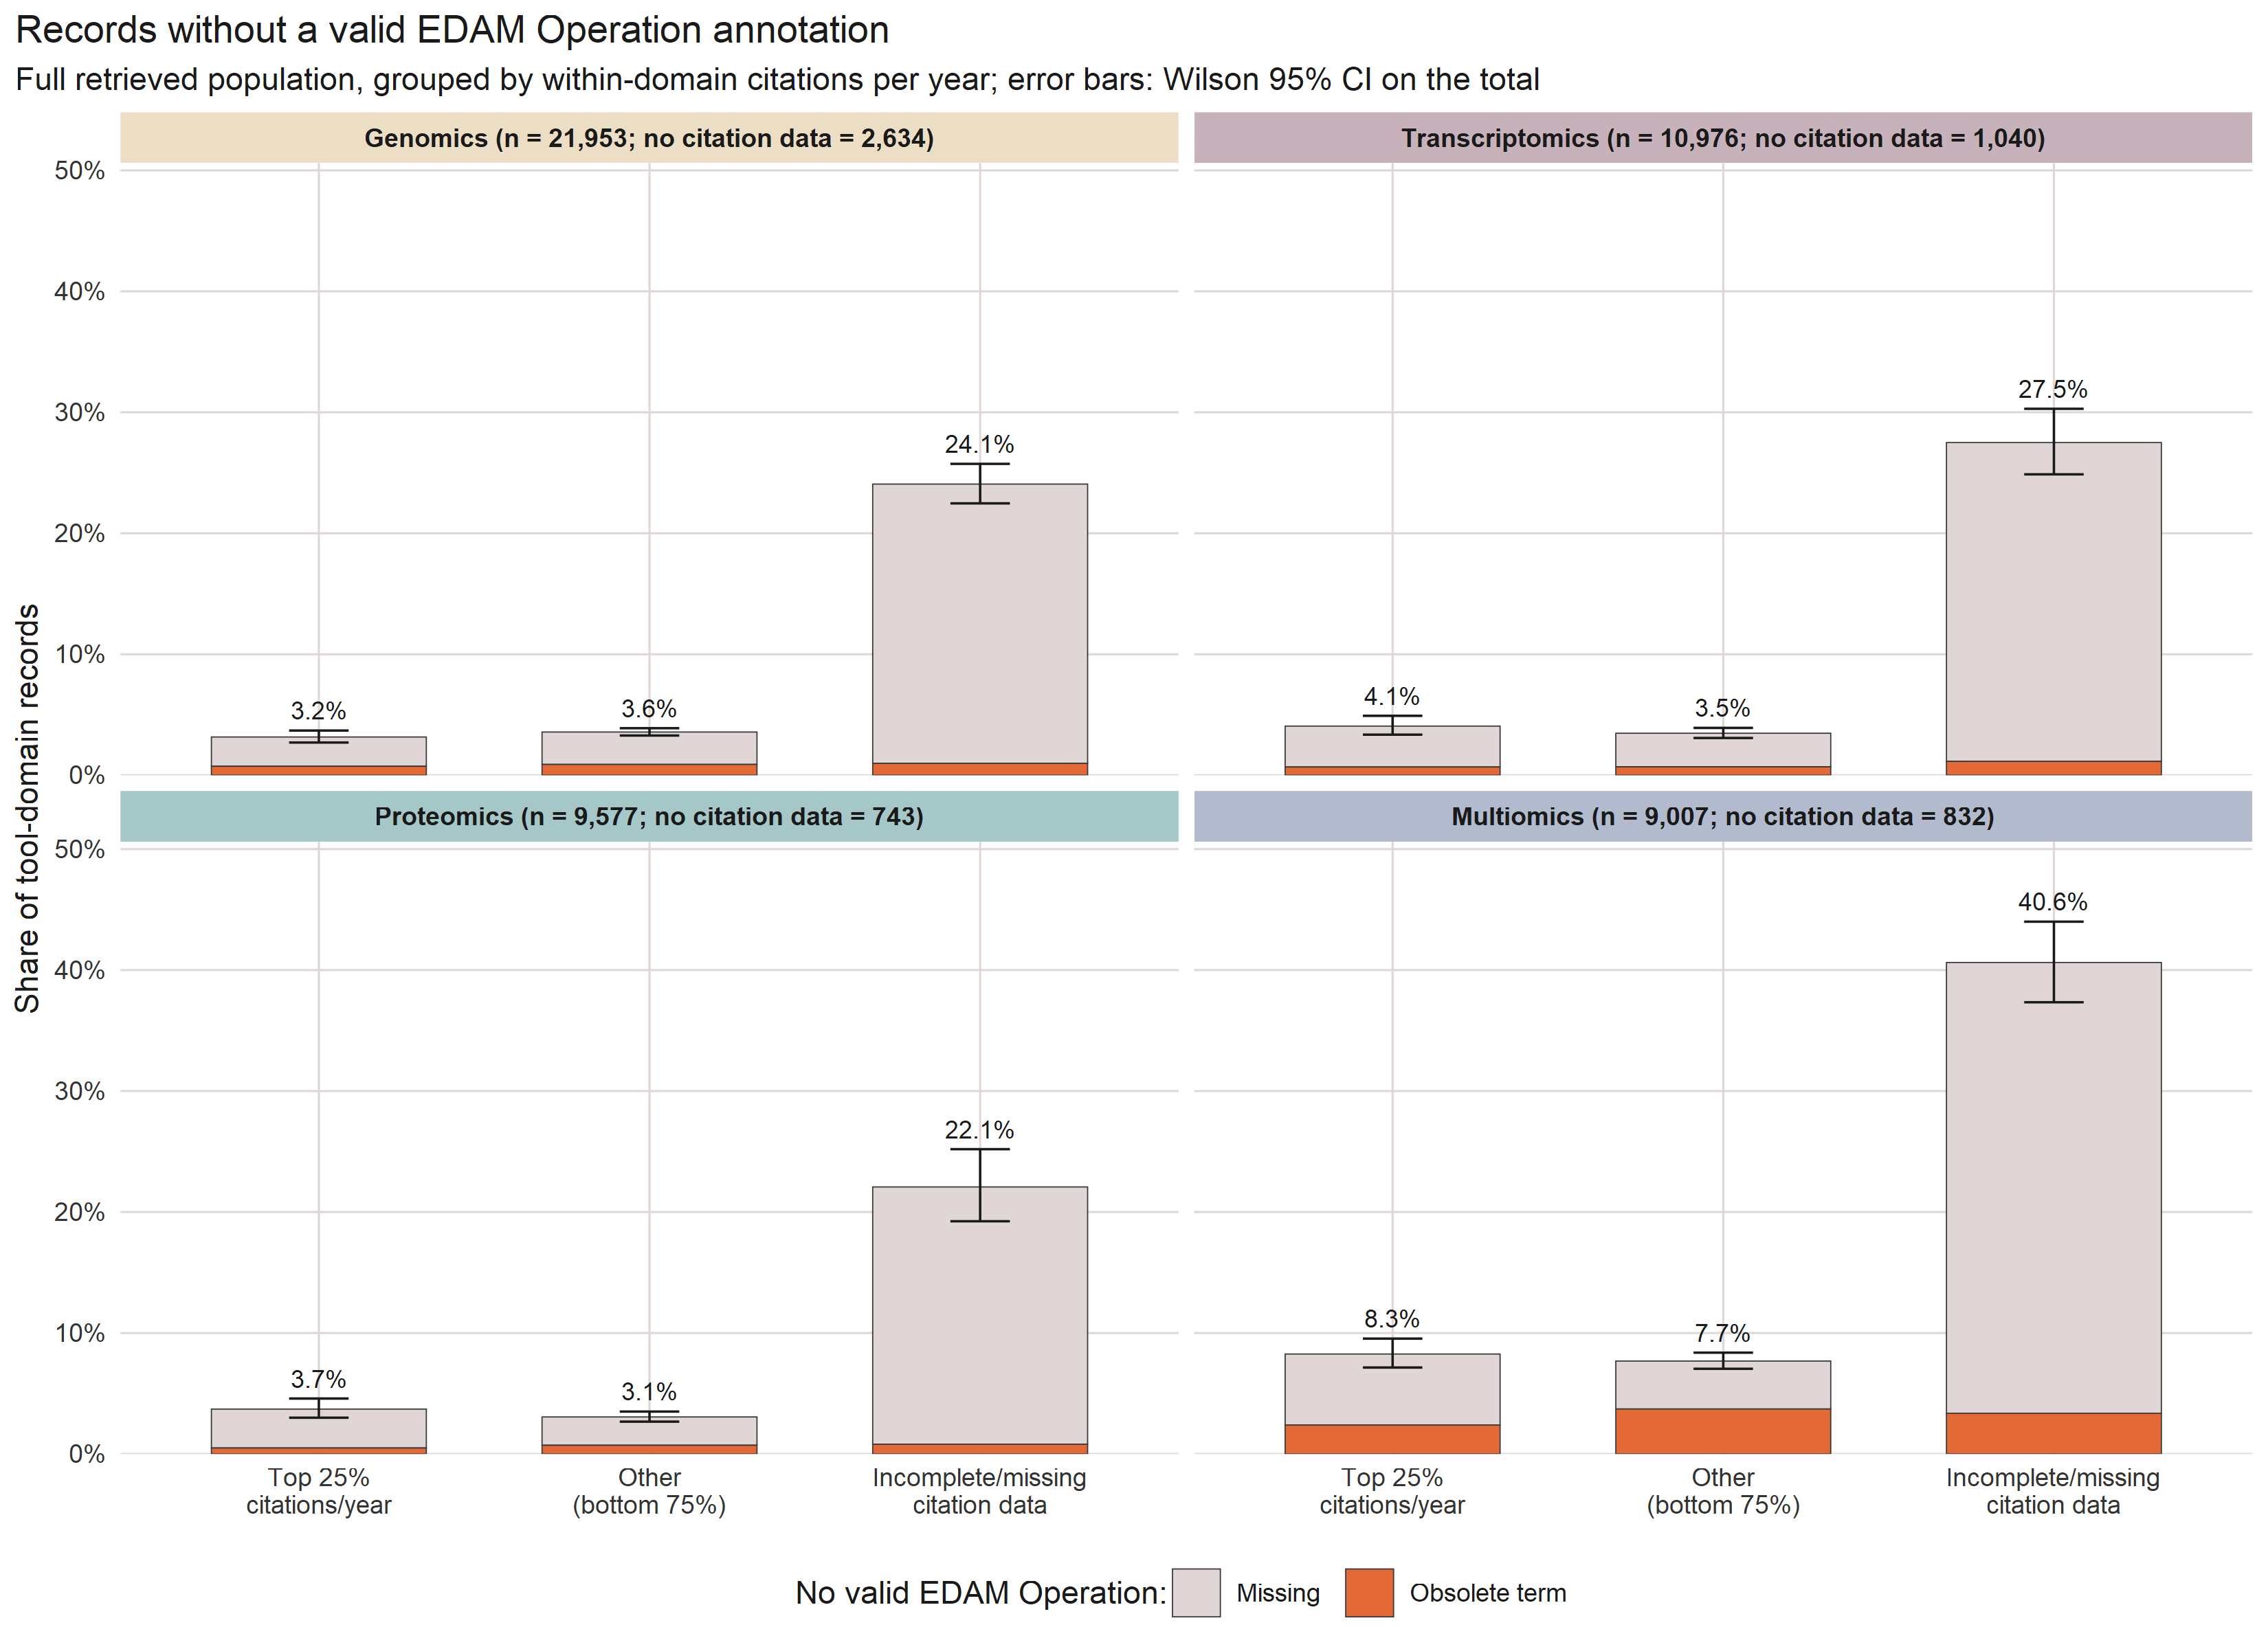 Records without a valid EDAM Operation annotation
Full retrieved population, grouped by within-domain citations per year; error bars: Wilson 95% CI on the total
Share of tool-domain records
Genomics (n = 21,953; no citation data = 2,634)
50%
40%
30%
20%
10%
0%
3.2%
3.6%
24.1%
Transcriptomics (n = 10,976; no citation data = 1,040)
4.1%
3.5%
27.5%
Proteomics (n = 9,577; no citation data = 743)
50%
40%
30%
20%
10%
0%
3.7%
3.1%
22.1%
Top 25%
citations/year
Other
(bottom 75%)
Incomplete/missing
citation data
Multiomics (n = 9,007; no citation data = 832)
8.3%
7.7%
40.6%
Top 25%
citations/year
Other
(bottom 75%)
Incomplete/missing
citation data
No valid EDAM Operation:
Missing
Obsolete term